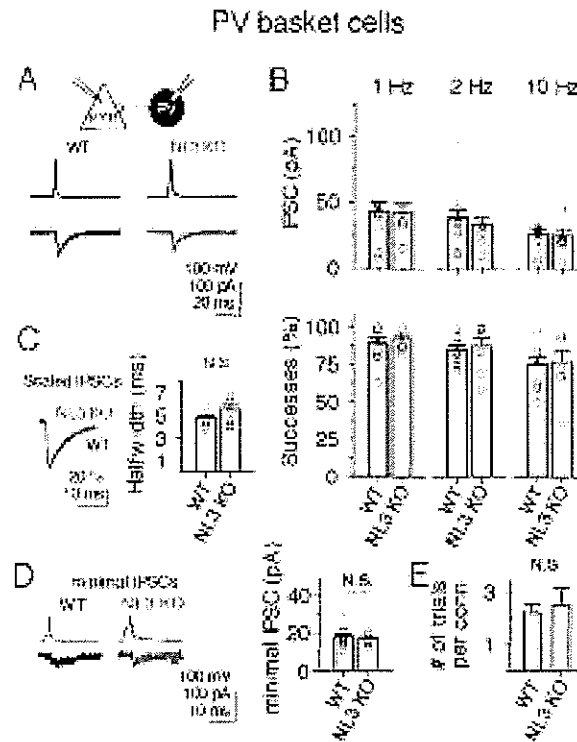 PV basket cells
A
WT
NL3 KO
100 mV
100 pA
20 ms
B
1 Hz
2 Hz
10 Hz
IPSC (pA)
100
50
0
Successes (%)
100
75
50
25
0
WT
NL3 KO
WT
NL3 KO
WT
NL3 KO
C
Scaled IPSCs
NL3 KO
WT
10 ms
Halfwidth (ms)
N.S.
7
5
3
1
WT
NL3 KO
D
minimal IPSCs
WT
NL3 KO
100 mV
100 pA
10 ms
minimal IPSC (pA)
N.S.
40
20
0
WT
NL3 KO
E
# of trials
per conn.
N.S
3
1
WT
NL3 KO